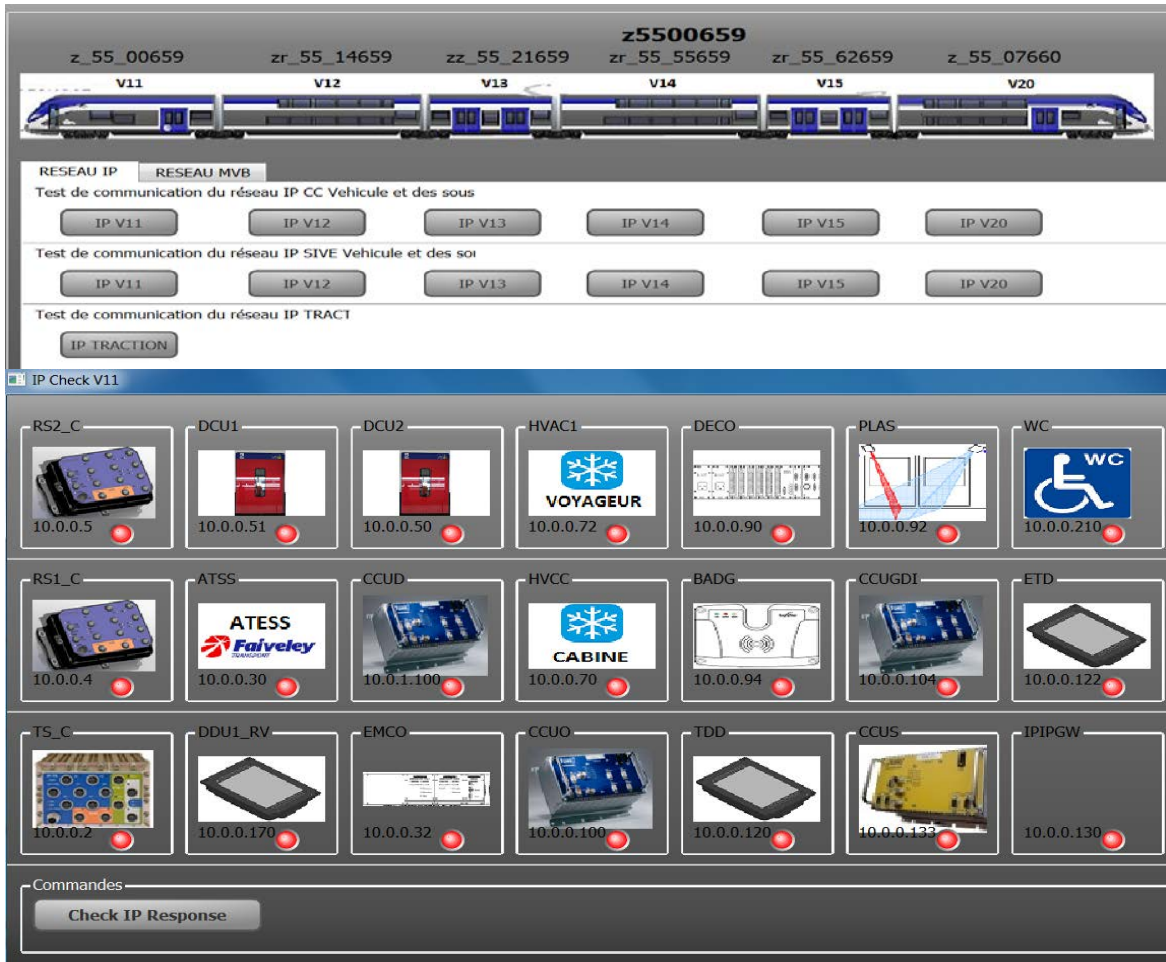 z5500659
z_55_00659 zr_55_14659 zz_55_21659 zr_55_55659 zr_55_62659 z_55_07660
V11 V12 V13 V14 V15 V20
RESEAU IP RESEAU MVB
Test de communication du réseau IP CC Vehicule et des sous
IP V11 IP V12 IP V13 IP V14 IP V15 IP V20
Test de communication du réseau IP SIVE Vehicule et des sou
IP V11 IP V12 IP V13 IP V14 IP V15 IP V20
Test de communication du réseau IP TRACT
IP TRACTION
IP Check V11
RS2_C DCU1 DCU2 HVAC1 DECO PLAS WC
VOYAGEUR WC
10.0.0.5 10.0.0.51 10.0.0.50 10.0.0.72 10.0.0.90 10.0.0.92 10.0.0.210
RS1_C ATSS CCUD HVCC BADG CCUGDI ETD
ATESS
Faiveley
TRANSPORT
CABINE
10.0.0.4 10.0.0.30 10.0.1.100 10.0.0.70 10.0.0.94 10.0.0.104 10.0.0.122
TS_C DDU1_RV EMCO CCUO TDD CCUS IPIPGW
10.0.0.2 10.0.0.170 10.0.0.32 10.0.0.100 10.0.0.120 10.0.0.133 10.0.0.130
Commandes
Check IP Response